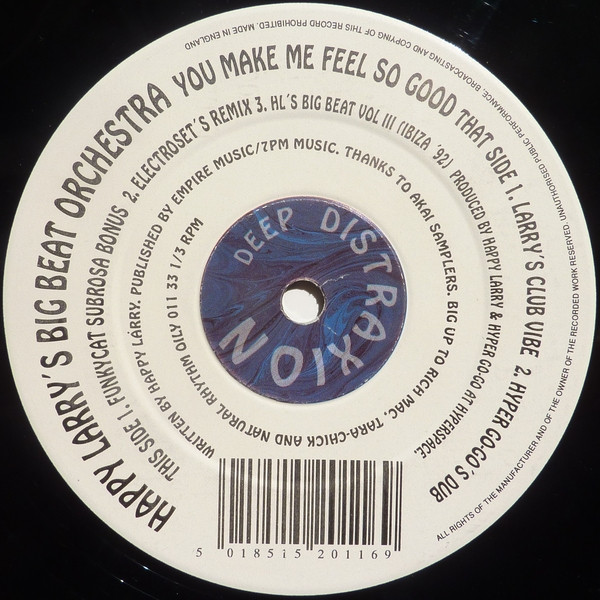 HAPPY LARRY'S BIG BEAT ORCHESTRA YOU MAKE ME FEEL SO GOOD THAT SIDE 1. LARRY'S CLUB VIBE 2. HYPER GO-GO'S DUB
THIS SIDE 1. FUNKYCAT SUBROSA BONUS 2. ELECTROSET'S REMIX 3. HL'S BIG BEAT VOL III (IBIZA '92) PRODUCED BY HAPPY LARRY & HYPER GO-GO AT HYPERSPACE.
WRITTEN BY HAPPY LARRY. PUBLISHED BY EMPIRE MUSIC/7PM MUSIC. THANKS TO AKAI SAMPLERS. BIG UP TO RICH MAC, TARA-CHICK AND NATURAL RHYTHM OILY 011 33 1/3 RPM
DEEP DISTRAXION
ALL RIGHTS OF THE MANUFACTURER AND OF THE OWNER OF THE RECORDED WORK RESERVED. UNAUTHORISED PUBLIC PERFORMANCE, BROADCASTING AND COPYING OF THIS RECORD PROHIBITED. MADE IN ENGLAND
5 018515 201169